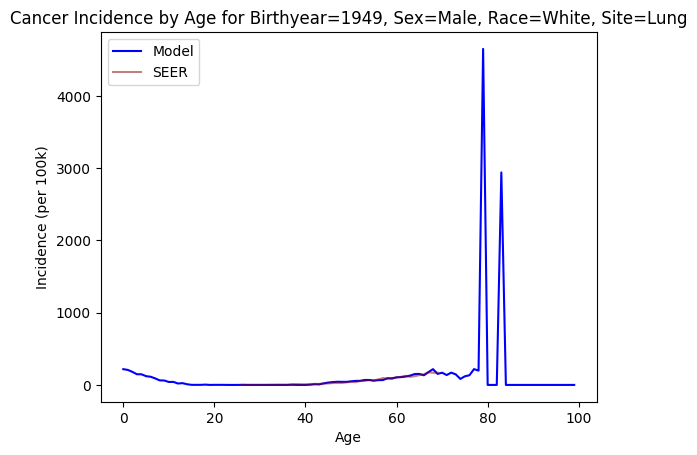 Cancer Incidence by Age for Birthyear=1949, Sex=Male, Race=White, Site=Lung
Model
SEER
Incidence (per 100k)
4000
3000
2000
1000
0
0 20 40 60 80 100
Age